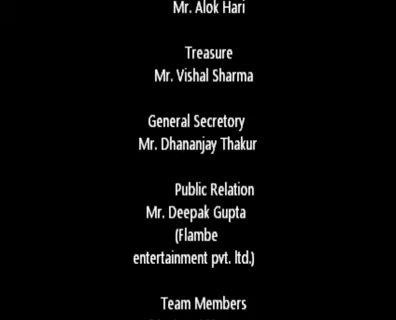 Mr. Alok Hari
Treasure
Mr. Vishal Sharma
General Secretory
Mr. Dhananjay Thakur
Public Relation
Mr. Deepak Gupta
(Flambe
entertainment pvt. ltd.)
Team Members